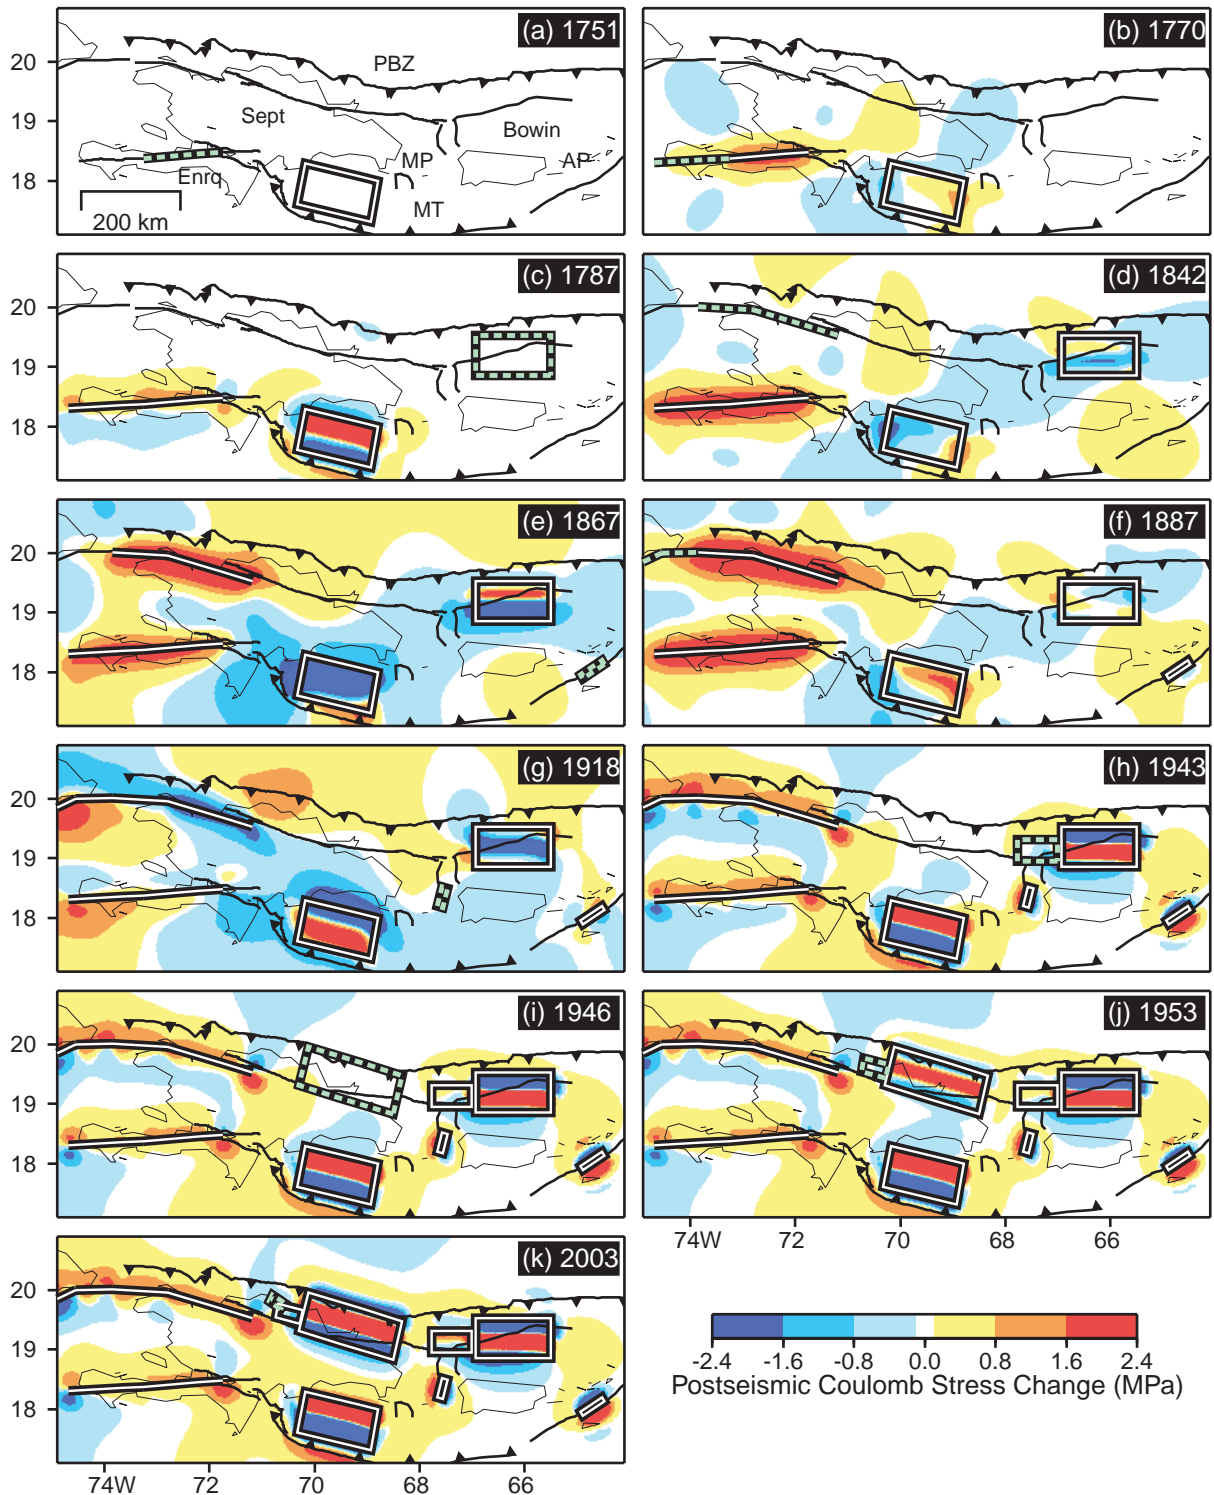 (a) 1751
(b) 1770
20
PBZ
19
Sept
Bowin
MP
AP
18
Enrq
MT
200 km
(c) 1787
(d) 1842
20
19
18
(e) 1867
(f) 1887
20
19
18
(g) 1918
(h) 1943
20
19
18
(i) 1946
(j) 1953
20
19
18
74W 72 70 68 66
(k) 2003
20
19
18
74W 72 70 68 66
-2.4 -1.6 -0.8 0.0 0.8 1.6 2.4
Postseismic Coulomb Stress Change (MPa)